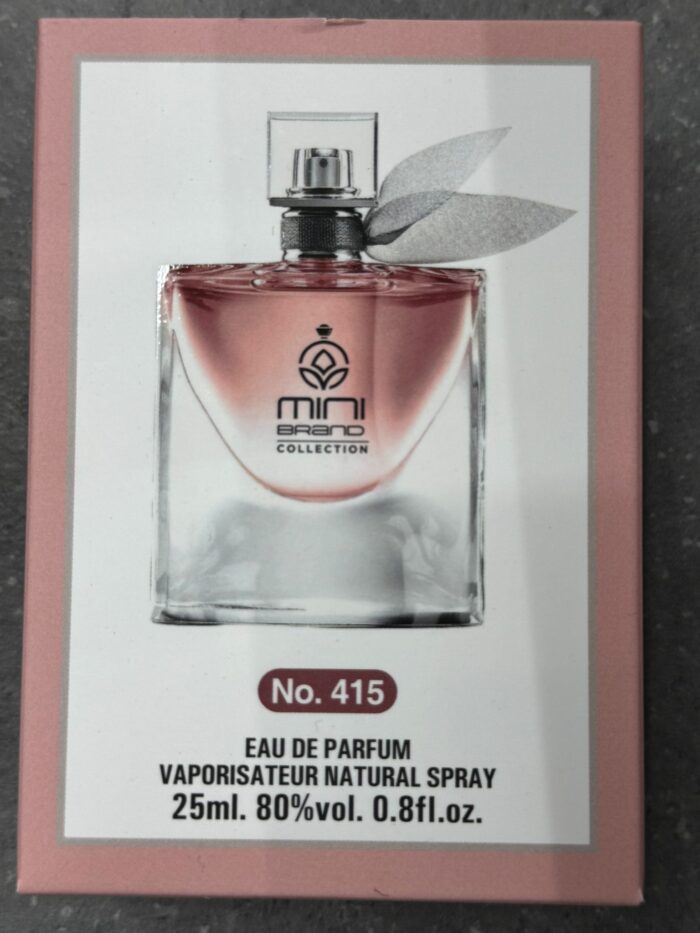 mini
BRAND
COLLECTION
No. 415
EAU DE PARFUM
VAPORISATEUR NATURAL SPRAY
25ml. 80%vol. 0.8fl.oz.